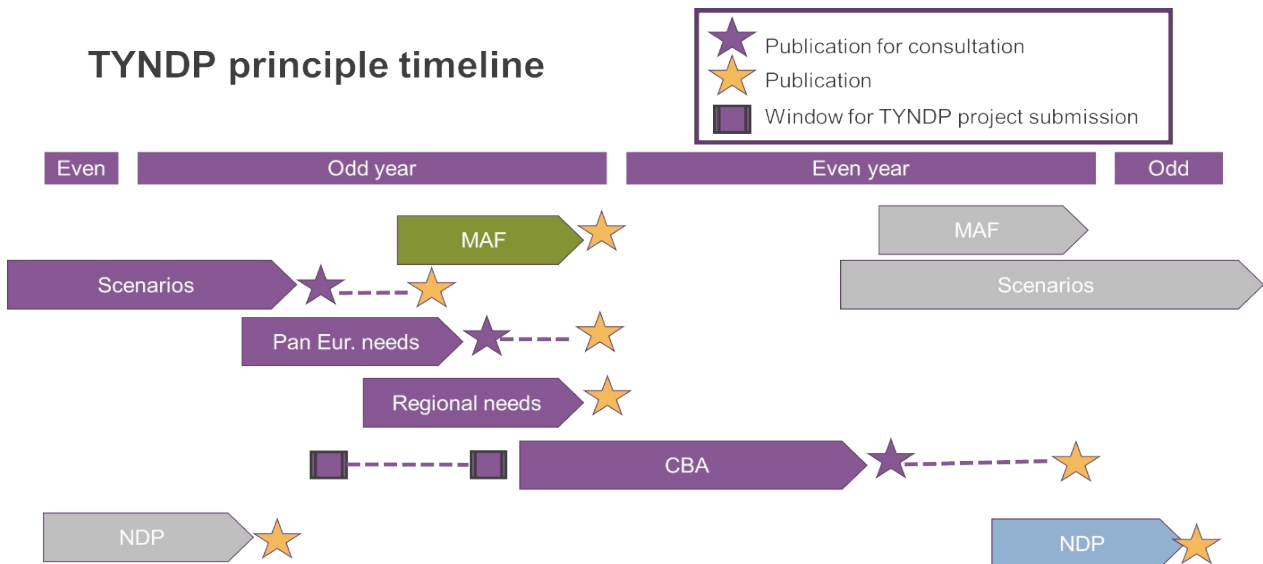 TYNDP principle timeline
Publication for consultation
Publication
Window for TYNDP project submission
Even
Odd year
Even year
Odd
MAF
MAF
Scenarios
Scenarios
Pan Eur. needs
Regional needs
CBA
NDP
NDP